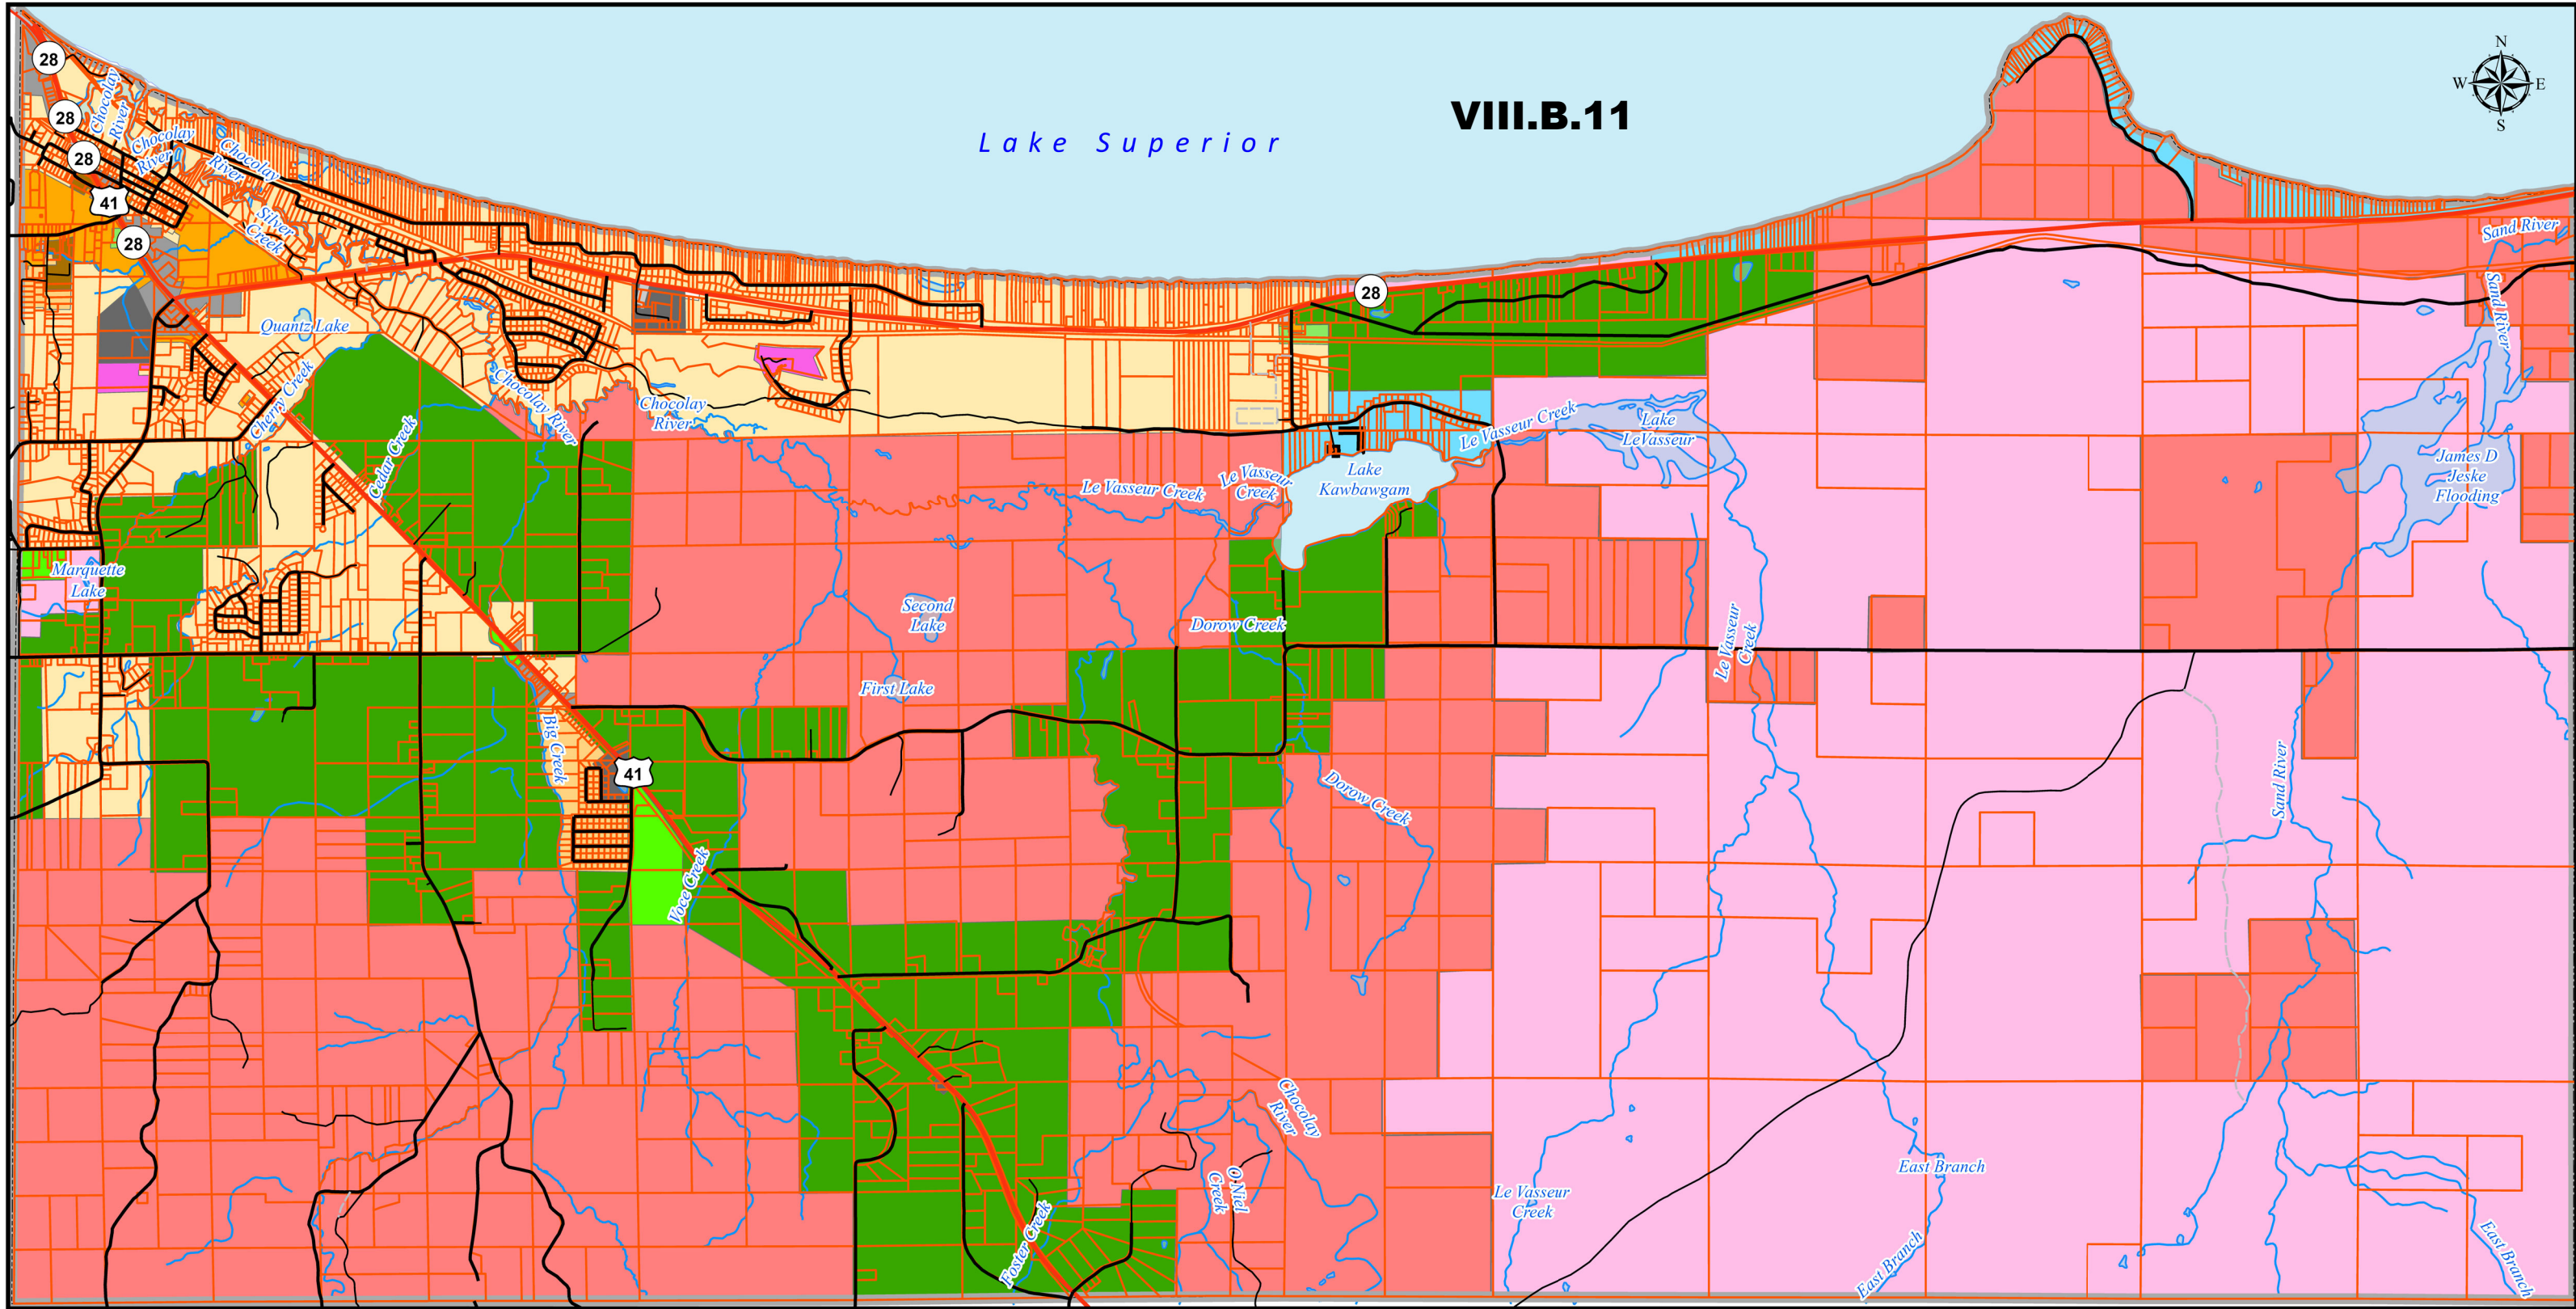 28
N
W E
S
VIII.B.11
28
Chocolay
River
Lake Superior
Chocolay
River
28
Chocolay
River
41
Silver
Creek
28
Sand River
28
Sand River
Quantz Lake
Cherry Creek
Chocolay River
Chocolay
River
Le Vasseur Creek
Lake
LeVasseur
Cedar Creek
Lake
Kawbawgam
James D
Jeske
Flooding
Le Vasseur
Creek
Le Vasseur Creek
Marquette
Lake
Second
Lake
Dorow Creek
Le Vasseur
Creek
First Lake
Big Creek
41
Dorow Creek
Sand River
Voce Creek
Chocolay
River
East Branch
O'Niel
Creek
Le Vasseur
Creek
Foster Creek
East Branch
East Branch